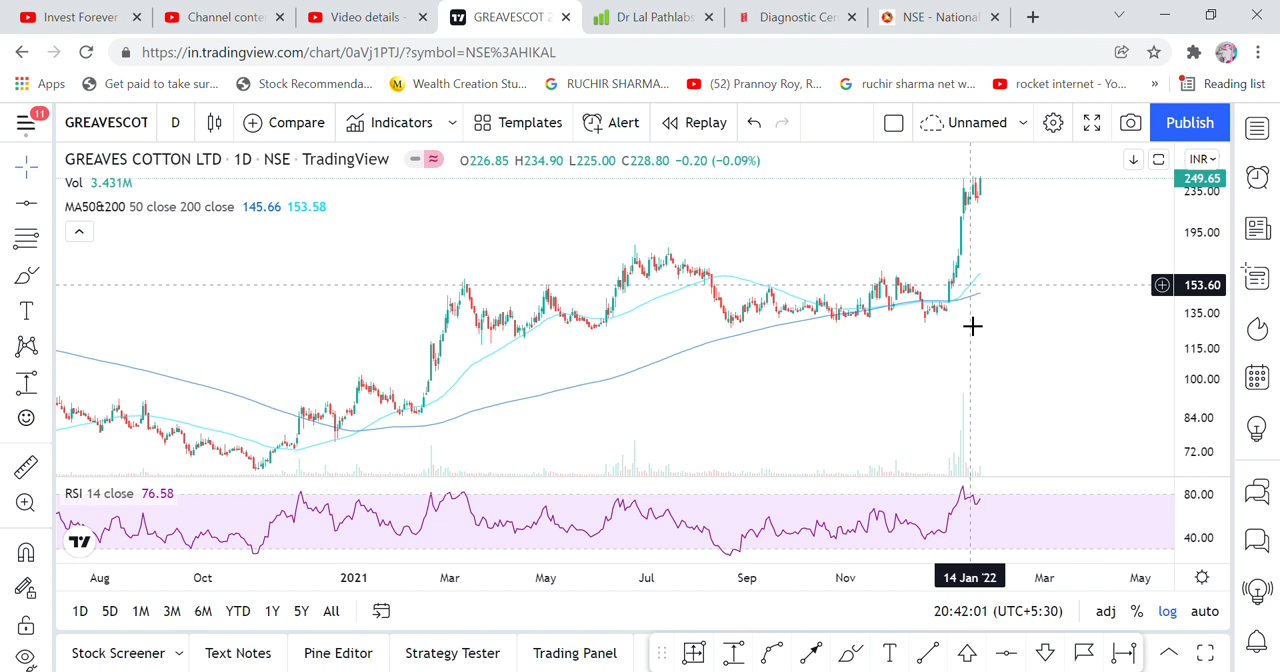 Invest Forever
Channel conte
Video details -
GREAVESCOT 2
Dr Lal Pathlabs
Diagnostic Cen
NSE - National
https://in.tradingview.com/chart/0aVj1PTJ/?symbol=NSE%3AHIKAL
Apps
Get paid to take sur...
Stock Recommenda...
M Wealth Creation Stu...
RUCHIR SHARMA...
(52) Prannoy Roy, R...
ruchir sharma net w...
rocket internet - Yo...
»
Reading list
11
GREAVESCOT
D
Compare
Indicators
Templates
Alert
Replay
Unnamed
Publish
GREAVES COTTON LTD · 1D · NSE · TradingView
O226.85 H234.90 L225.00 C228.80 −0.20 (−0.09%)
INR
Vol 3.431M
249.65
235.00
MA50&200 50 close 200 close 145.66 153.58
195.00
153.60
135.00
115.00
100.00
84.00
72.00
RSI 14 close 76.58
80.00
40.00
Aug Oct 2021 Mar May Jul Sep Nov 14 Jan '22 Mar May
1D 5D 1M 3M 6M YTD 1Y 5Y All
20:42:01 (UTC+5:30)
adj % log auto
Stock Screener
Text Notes
Pine Editor
Strategy Tester
Trading Panel
T